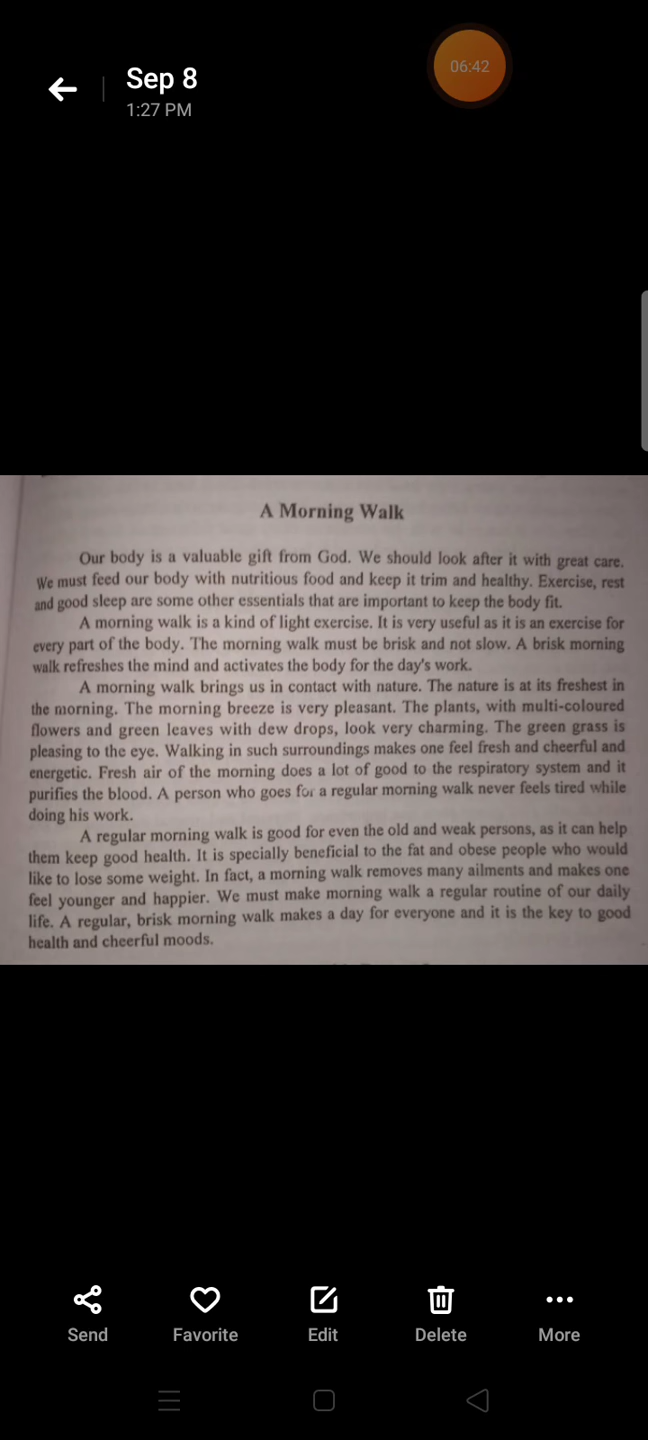 Sep 8
06:42
1:27 PM
A Morning Walk
Our body is a valuable gift from God. We should look after it with great care.
We must feed our body with nutritious food and keep it trim and healthy. Exercise, rest
and good sleep are some other essentials that are important to keep the body fit.
A morning walk is a kind of light exercise. It is very useful as it is an exercise for
every part of the body. The morning walk must be brisk and not slow. A brisk morning
walk refreshes the mind and activates the body for the day's work.
A morning walk brings us in contact with nature. The nature is at its freshest in
the morning. The morning breeze is very pleasant. The plants, with multi-coloured
flowers and green leaves with dew drops, look very charming. The green grass is
pleasing to the eye. Walking in such surroundings makes one feel fresh and cheerful and
energetic. Fresh air of the morning does a lot of good to the respiratory system and it
purifies the blood. A person who goes for a regular morning walk never feels tired while
doing his work.
A regular morning walk is good for even the old and weak persons, as it can help
them keep good health. It is specially beneficial to the fat and obese people who would
like to lose some weight. In fact, a morning walk removes many ailments and makes one
feel younger and happier. We must make morning walk a regular routine of our daily
life. A regular, brisk morning walk makes a day for everyone and it is the key to good
health and cheerful moods.
Send
Favorite
Edit
Delete
More